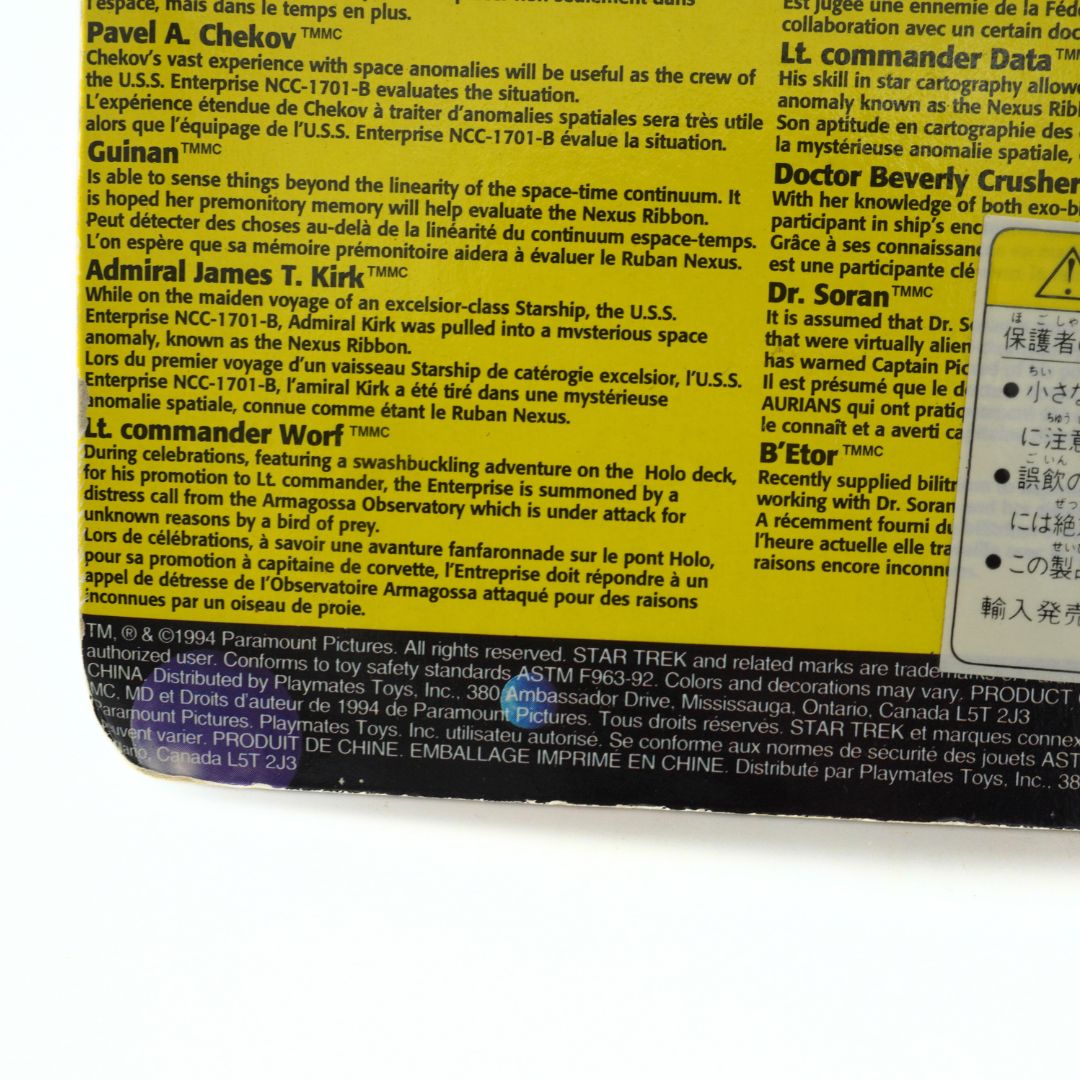 l'espace, mais dans le temps en plus.
Pavel A. Chekov™MC
Chekov's vast experience with space anomalies will be useful as the crew of
the U.S.S. Enterprise NCC-1701-B evaluates the situation.
L'expérience étendue de Chekov à traiter d'anomalies spatiales sera très utile
alors que l'équipage de l'U.S.S. Enterprise NCC-1701-B évalue la situation.
Guinan™MC
Is able to sense things beyond the linearity of the space-time continuum. It
is hoped her premonitory memory will help evaluate the Nexus Ribbon.
Peut détecter des choses au-delà de la linéarité du continuum espace-temps.
L'on espère que sa mémoire prémonitoire aidera à évaluer le Ruban Nexus.
Admiral James T. Kirk™MC
While on the maiden voyage of an excelsior-class Starship, the U.S.S.
Enterprise NCC-1701-B, Admiral Kirk was pulled into a mysterious space
anomaly, known as the Nexus Ribbon.
Lors du premier voyage d'un vaisseau Starship de catérogie excelsior, l'U.S.S.
Enterprise NCC-1701-B, l'amiral Kirk a été tiré dans une mystérieuse
anomalie spatiale, connue comme étant le Ruban Nexus.
Lt. commander Worf ™MC
During celebrations, featuring a swashbuckling adventure on the Holo deck,
for his promotion to Lt. commander, the Enterprise is summoned by a
distress call from the Armagossa Observatory which is under attack for
unknown reasons by a bird of prey.
Lors de célébrations, à savoir une avanture fanfaronnade sur le pont Holo,
pour sa promotion à capitaine de corvette, l'Entreprise doit répondre à un
appel de détresse de l'Observatoire Armagossa attaqué pour des raisons
inconnues par un oiseau de proie.
Est jugée une ennemie de la Féd
collaboration avec un certain doc
Lt. commander Data™
His skill in star cartography allowe
anomaly known as the Nexus Rib
Son aptitude en cartographie des
la mystérieuse anomalie spatiale,
Doctor Beverly Crusher
With her knowledge of both exo-b
participant in ship's enc
Grâce à ses connaissan
est une participante clé
Dr. Soran™MC
It is assumed that Dr. S
that were virtually alien
has warned Captain Pic
Il est présumé que le d
AURIANS qui ont pratiq
le connaît et a averti ca
B'Etor ™MC
Recently supplied bilitr
working with Dr. Soran
A récemment fourni du
l'heure actuelle elle tra
raisons encore inconnu
保護者
● 小さな
に注意
● 誤飲の
には絶
● この製品
輸入発売
TM, ® & ©1994 Paramount Pictures. All rights reserved. STAR TREK and related marks are trademarks
authorized user. Conforms to toy safety standards ASTM F963-92. Colors and decorations may vary. PRODUCT
CHINA. Distributed by Playmates Toys, Inc., 380 Ambassador Drive, Mississauga, Ontario, Canada L5T 2J3
MC. MD et Droits d'auteur de 1994 de Paramount Pictures. Tous droits réservés. STAR TREK et marques connex
Paramount Pictures. Playmates Toys. Inc. utilisateu autorisé. Se conforme aux normes de sécurité des jouets AST
peuvent varier. PRODUIT DE CHINE. EMBALLAGE IMPRIME EN CHINE. Distributé par Playmates Toys, Inc., 38
Ontario, Canada L5T 2J3